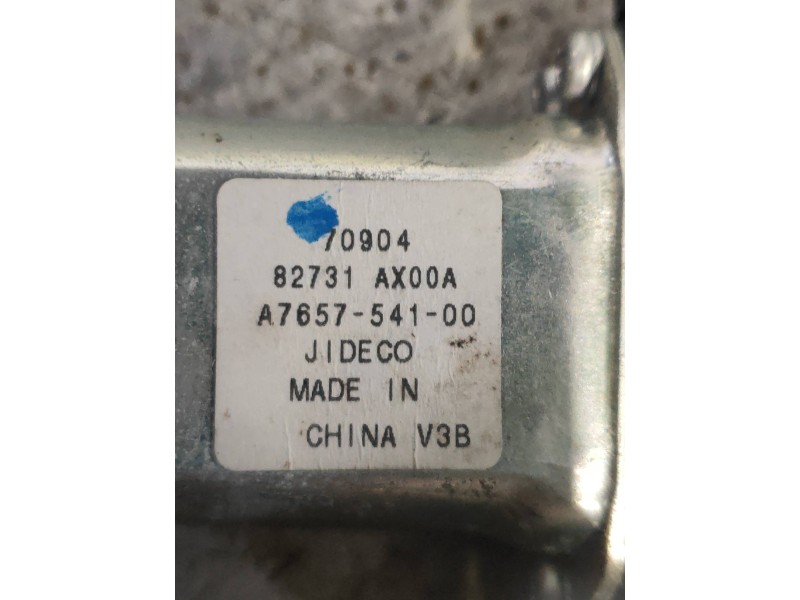 70904
82731 AX00A
A7657-541-00
JIDECO
MADE IN
CHINA V3B